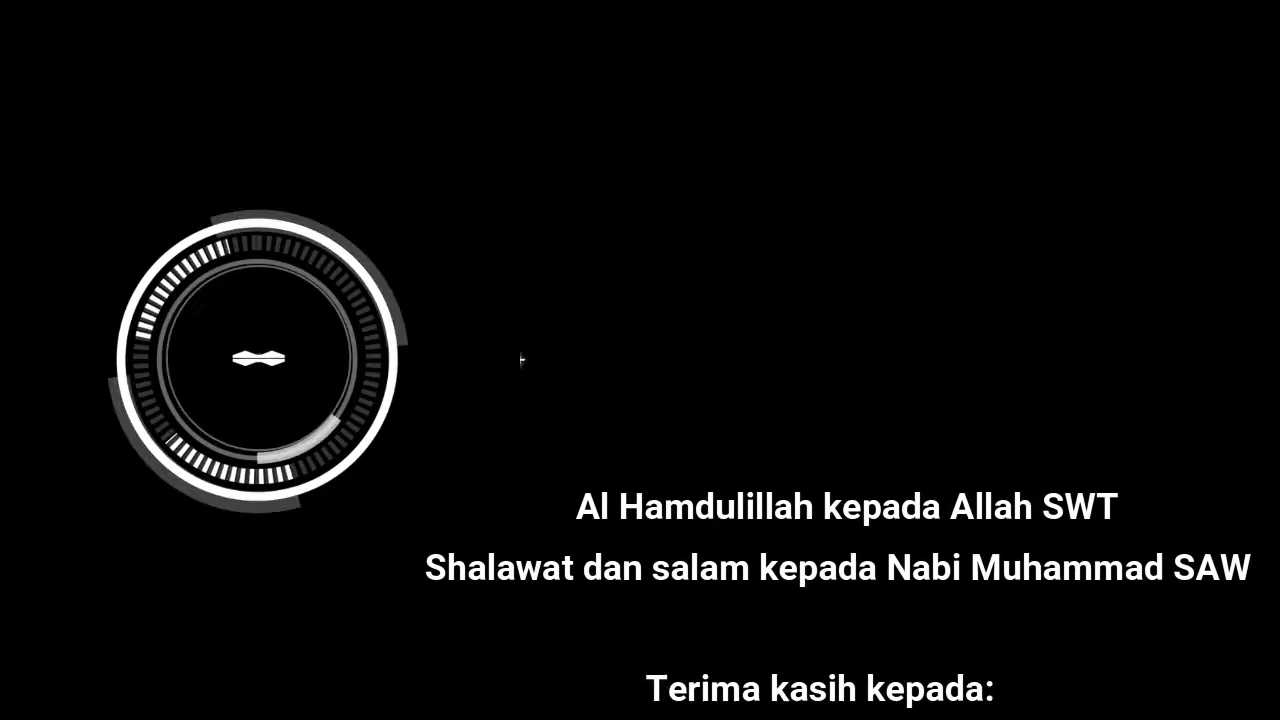 Al Hamdulillah kepada Allah SWT
Shalawat dan salam kepada Nabi Muhammad SAW
Terima kasih kepada: